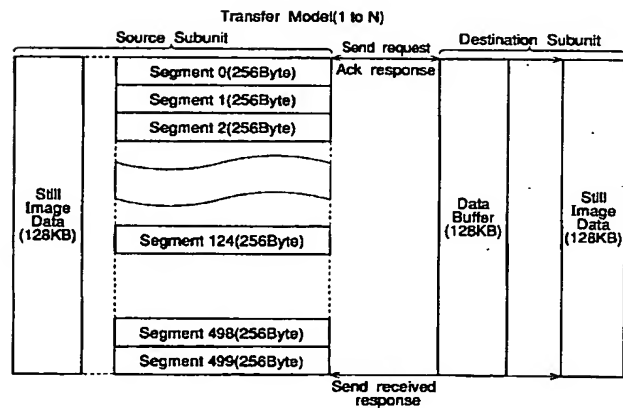 Transfer Model(1 to N)
Source Subunit
Send request
Destination Subunit
Ack response
Segment 0(256Byte)
Segment 1(256Byte)
Segment 2(256Byte)
Still
Image
Data
(128KB)
Segment 124(256Byte)
Data
Buffer
(128KB)
Still
Image
Data
(128KB)
Segment 498(256Byte)
Segment 499(256Byte)
Send received
response